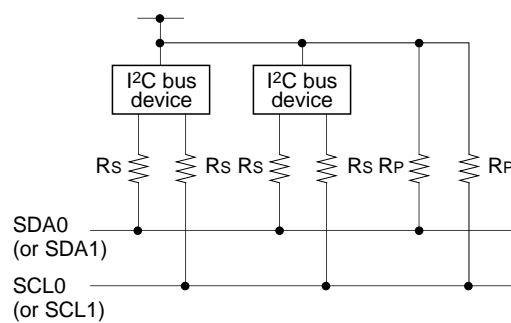 I²C bus
device
I²C bus
device
RS
RS
RS
RS
RP
RP
SDA0
(or SDA1)
SCL0
(or SCL1)